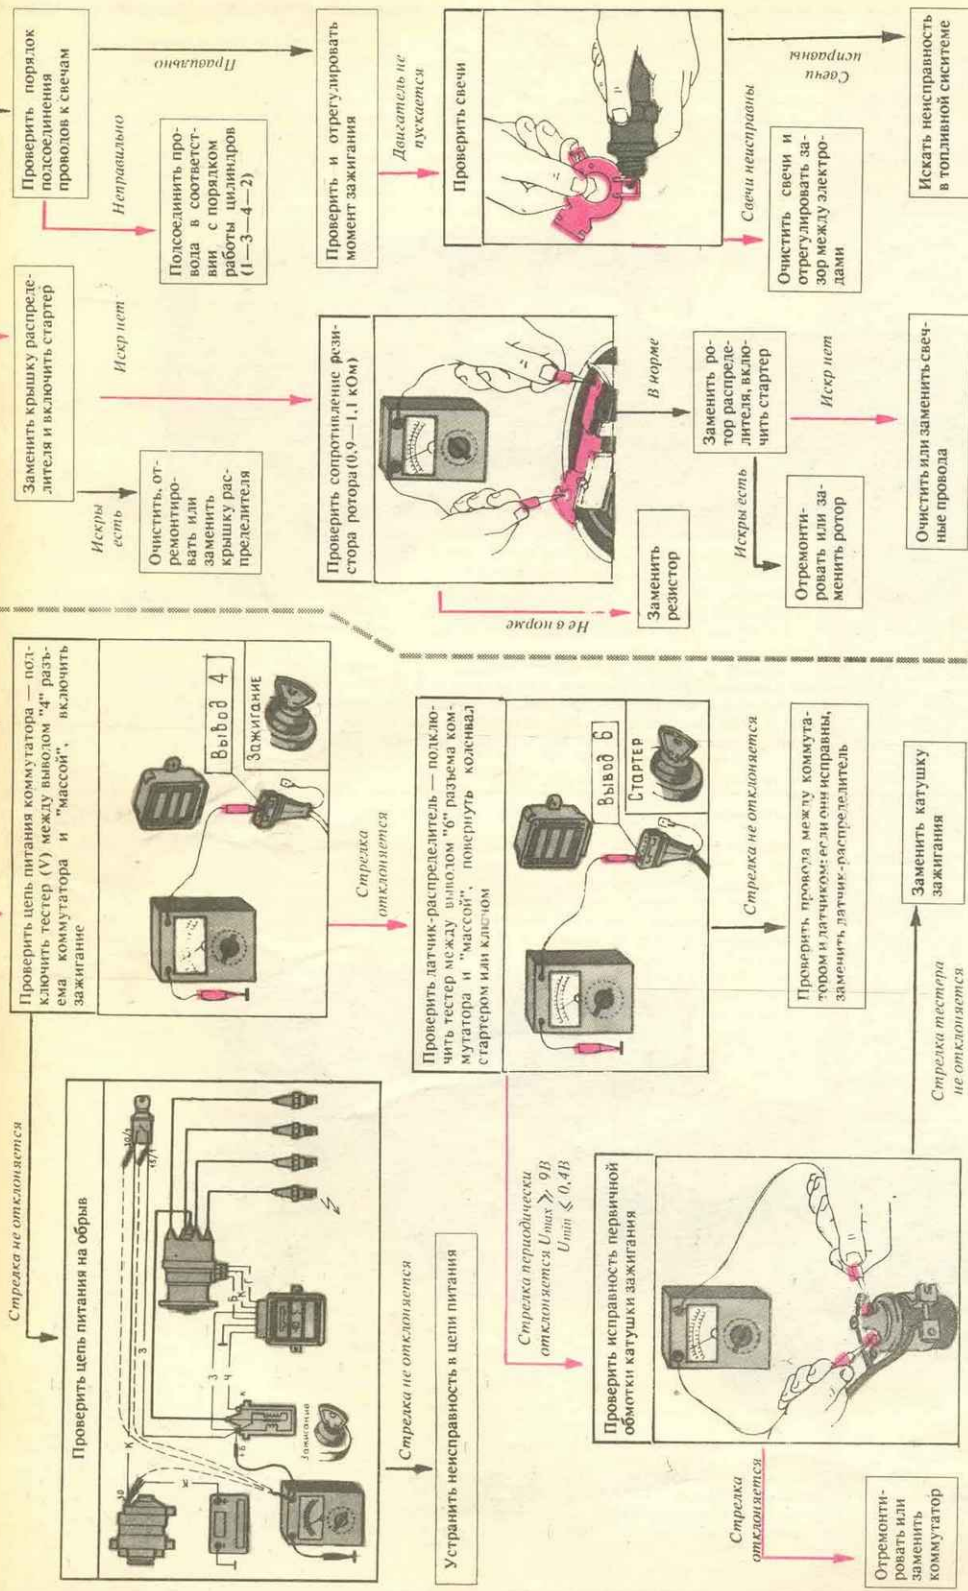 Стрелка не отклоняется
Проверить цепь питания коммутатора — под-
ключить тестер (V) между выводом "4" разъ-
ема коммутатора и "массой", включить
зажигание
Вывод 4
Зажигание
Проверить цепь питания на обрыв
30/1
15/1
К
З
30
Ж
Б
К
Г
З
Ч
+Б
К
Зажигание
Стрелка не отклоняется
Устранить неисправность в цепи питания
Стрелка
отклоняется
Проверить датчик-распределитель — подклю-
чить тестер между выводом "6" разъема ком-
мутатора и "массой", повернуть коленвал
стартером или ключом
Вывод 6
Стартер
Стрелка периодически
отклоняется Umax ⩾ 9В
Umin ⩽ 0,4В
Стрелка не отклоняется
Проверить провода между коммута-
тором и датчиком; если они исправны,
заменить датчик-распределитель
Проверить исправность первичной
обмотки катушки зажигания
Стрелка
отклоняется
Отремонти-
ровать или
заменить
коммутатор
Стрелка тестера
не отклоняется
Заменить катушку
зажигания
Заменить крышку распреде-
лителя и включить стартер
Искры
есть
Искр нет
Очистить, от-
ремонтиро-
вать или
заменить
крышку рас-
пределителя
Проверить сопротивление рези-
стора ротора (0,9—1,1 кОм)
Не в норме
Заменить
резистор
В норме
Заменить ро-
тор распреде-
лителя, вклю-
чить стартер
Искры есть
Искр нет
Отремонти-
ровать или за-
менить ротор
Очистить или заменить свеч-
ные провода
Проверить порядок
подсоединения
проводов к свечам
Неправильно
Правильно
Подсоединить про-
вода в соответст-
вии с порядком
работы цилиндров
(1—3—4—2)
Проверить и отрегулировать
момент зажигания
Двигатель не
пускается
Проверить свечи
Свечи неисправны
Свечи
исправны
Очистить свечи и
отрегулировать за-
зор между электро-
дами
Искать неисправность
в топливной сиситеме